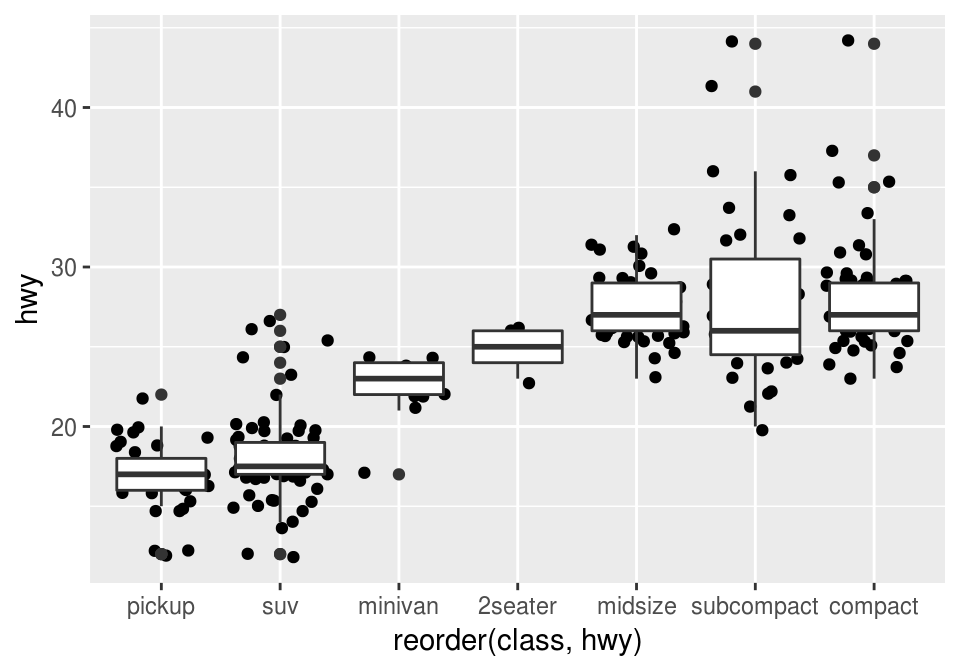 40
30
20
hwy
pickup suv minivan 2seater midsize subcompact compact
reorder(class, hwy)